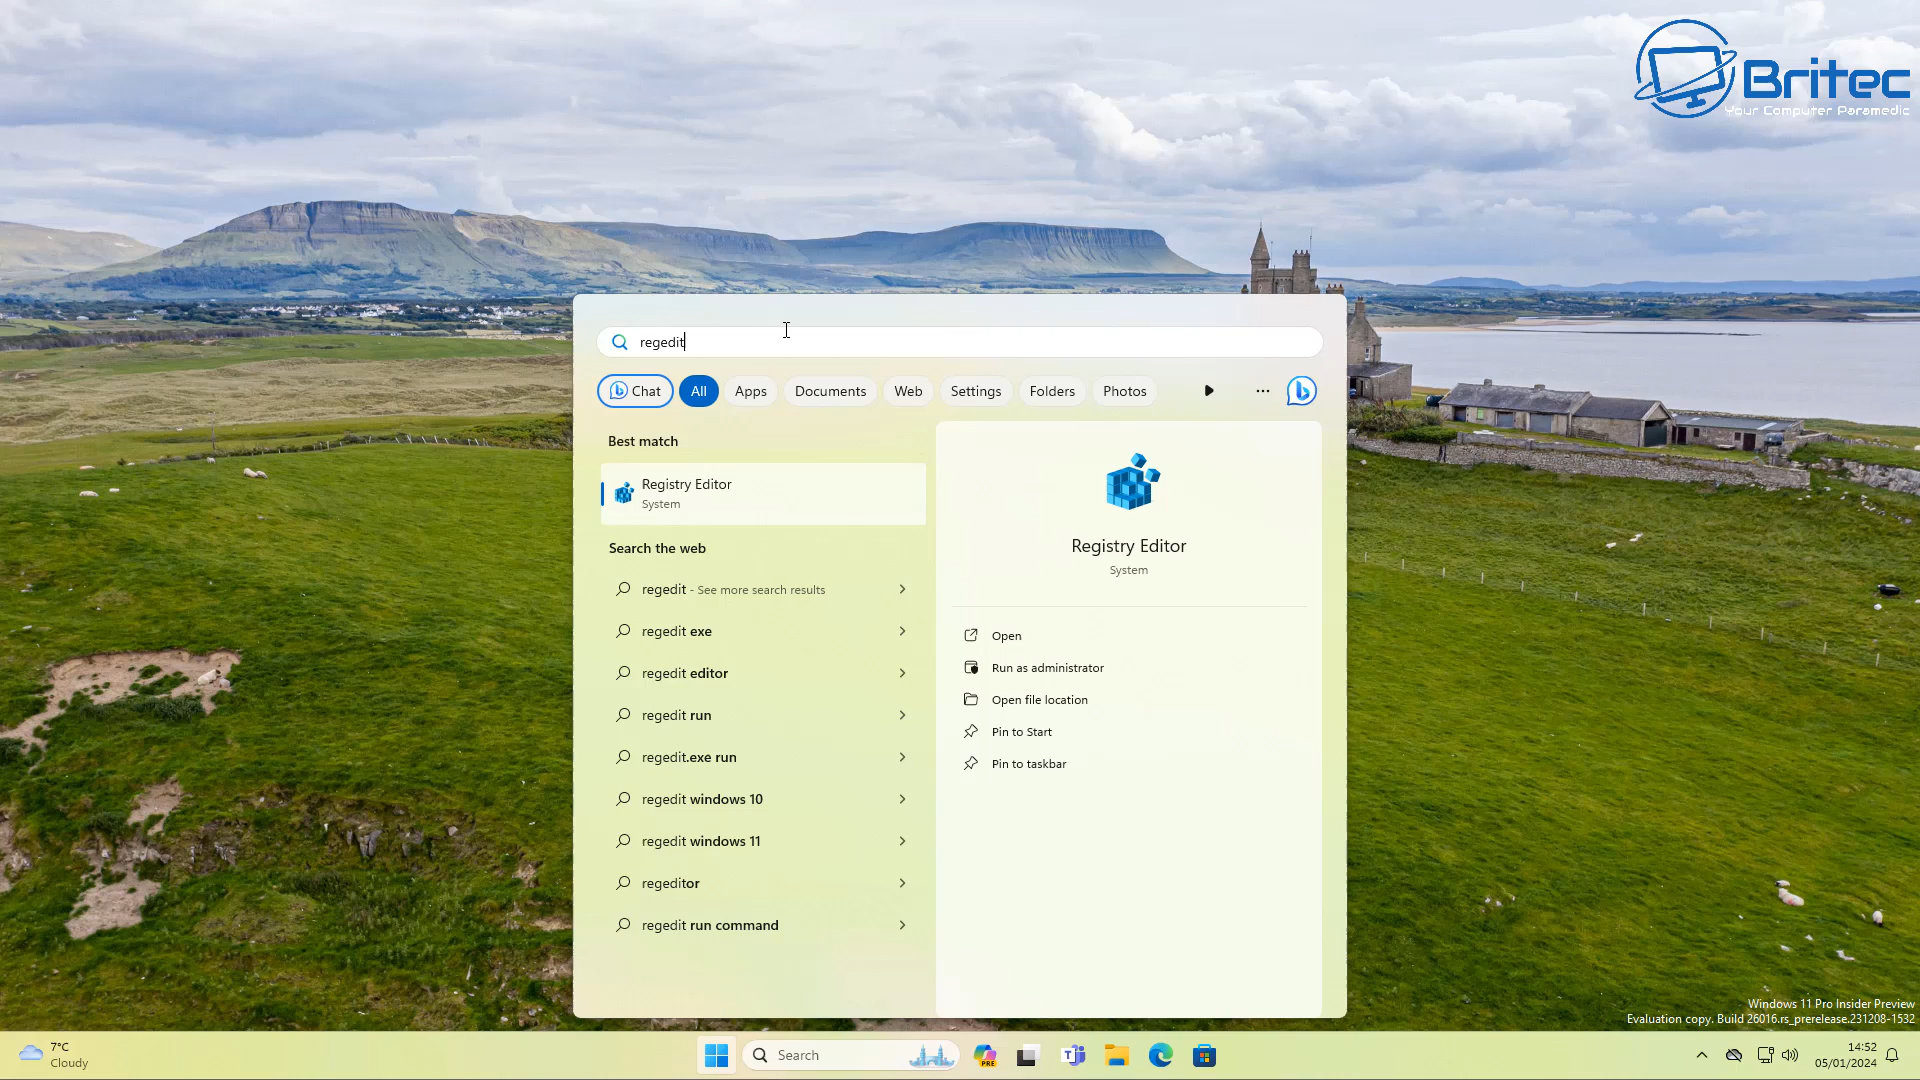 Britec
Your Computer Paramedic
regedit
Chat
All
Apps
Documents
Web
Settings
Folders
Photos
Best match
Registry Editor
System
Search the web
regedit - See more search results
regedit exe
regedit editor
regedit run
regedit.exe run
regedit windows 10
regedit windows 11
regeditor
regedit run command
Registry Editor
System
Open
Run as administrator
Open file location
Pin to Start
Pin to taskbar
Windows 11 Pro Insider Preview
Evaluation copy. Build 26016.rs_prerelease.231208-1532
7°C
Cloudy
Search
PRE
14:52
05/01/2024